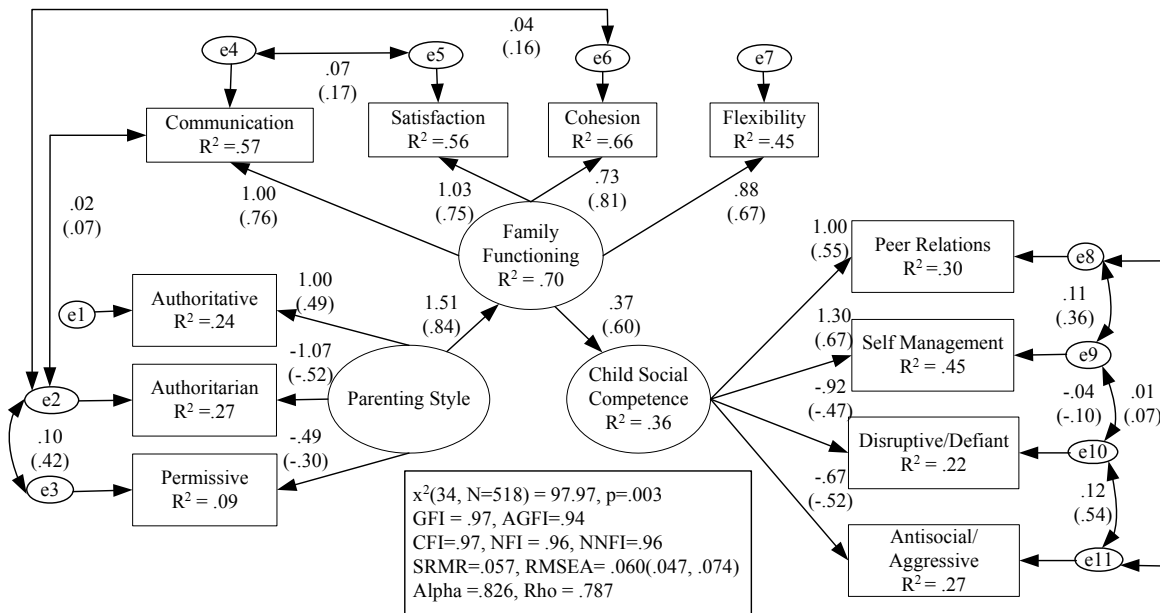 .04
(.16)
e4
e5
e6
e7
.07
(.17)
Communication
R² =.57
Satisfaction
R² =.56
Cohesion
R² =.66
Flexibility
R² =.45
1.00
(.76)
1.03
(.75)
.73
(.81)
.88
(.67)
.02
(.07)
Family
Functioning
R² = .70
1.00
(.55)
Peer Relations
R² =.30
e8
e1
Authoritative
R² =.24
1.00
(.49)
1.51
(.84)
.37
(.60)
.11
(.36)
1.30
(.67)
Self Management
R² = .45
e9
e2
Authoritarian
R² =.27
-1.07
(-.52)
Parenting Style
Child Social
Competence
R² = .36
-.92
(-.47)
-.04
(-.10)
.01
(.07)
Disruptive/Defiant
R² = .22
e10
.10
(.42)
e3
Permissive
R² = .09
-.49
(-.30)
-.67
(-.52)
.12
(.54)
Antisocial/
Aggressive
R² =.27
e11
x²(34, N=518) = 97.97, p=.003
GFI = .97, AGFI=.94
CFI=.97, NFI = .96, NNFI=.96
SRMR=.057, RMSEA= .060(.047, .074)
Alpha =.826, Rho = .787